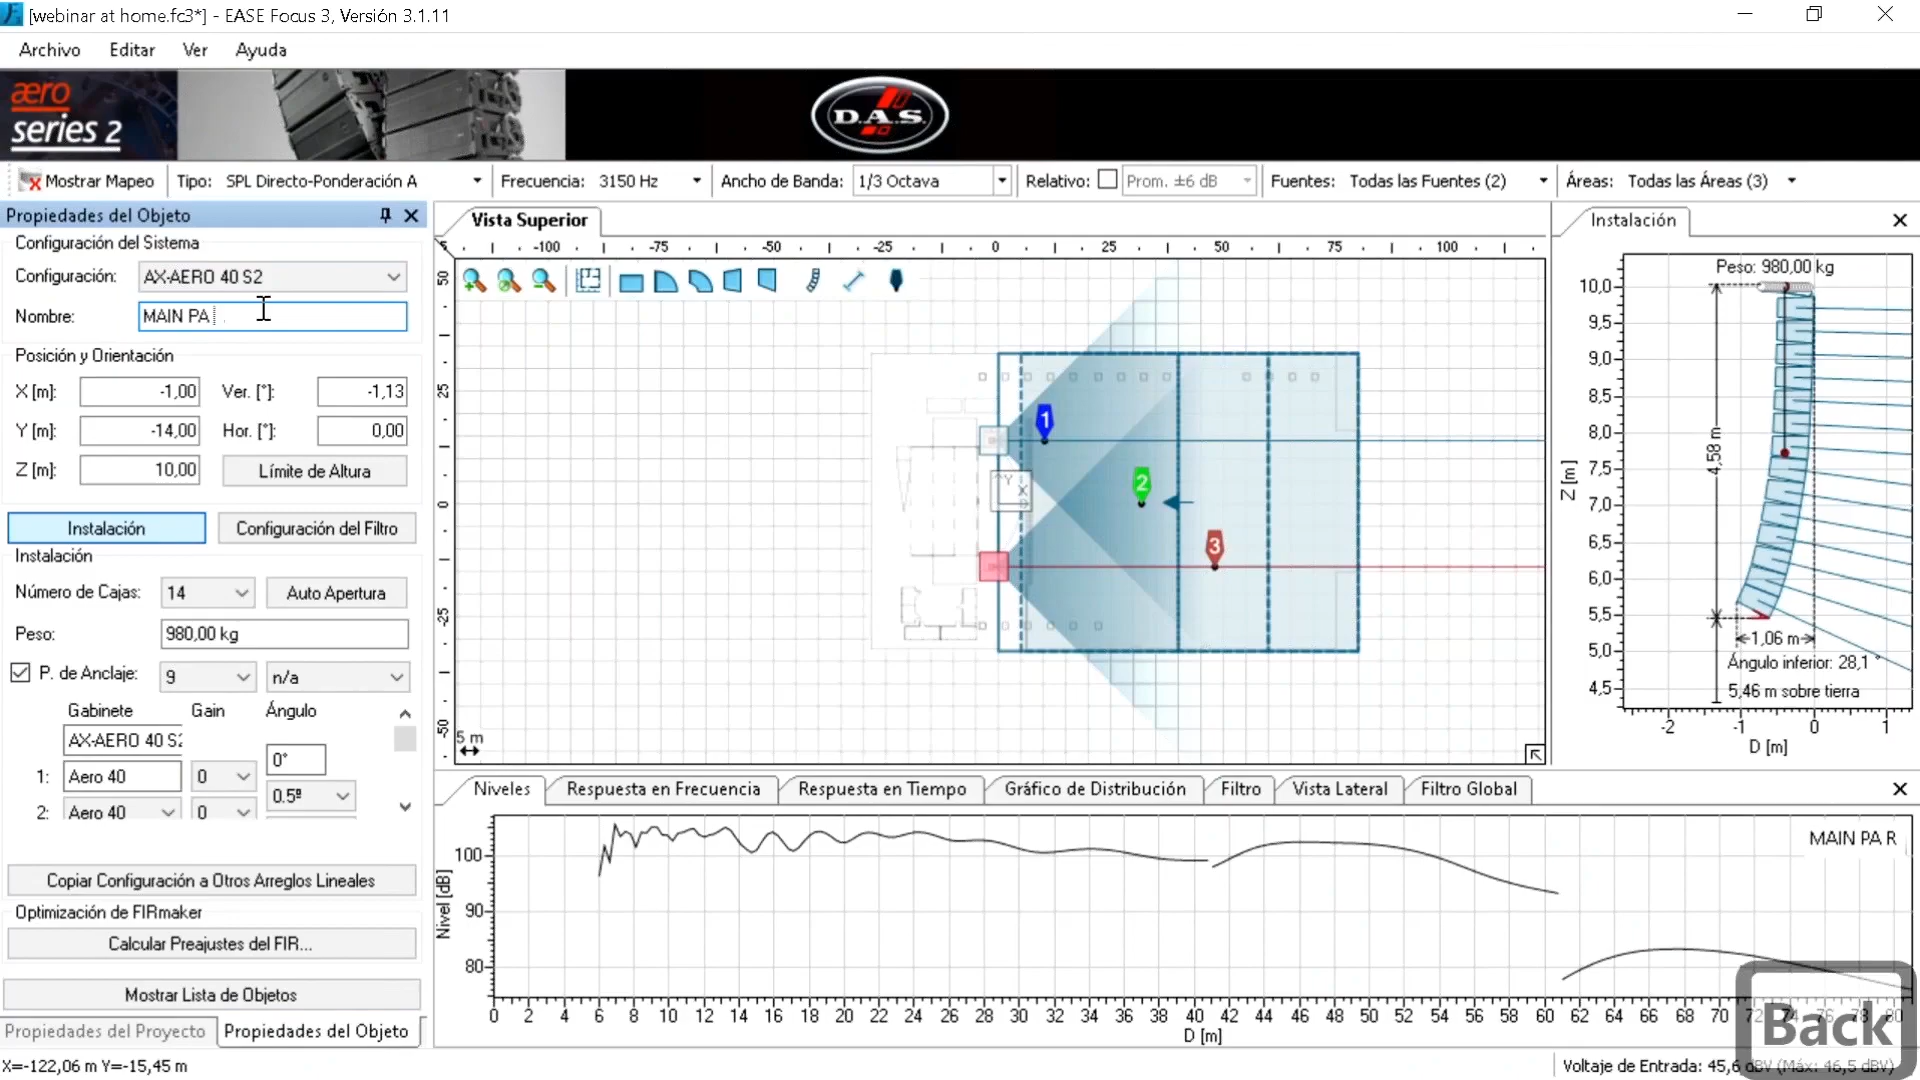 [webinar at home.fc3*] - EASE Focus 3, Versión 3.1.11
Archivo Editar Ver Ayuda
aero
series 2
D.A.S.
Mostrar Mapeo Tipo: SPL Directo-Ponderación A Frecuencia: 3150 Hz Ancho de Banda: 1/3 Octava Relativo: Prom. ±6 dB Fuentes: Todas las Fuentes (2) Áreas: Todas las Áreas (3)
Propiedades del Objeto
Configuración del Sistema
Configuración: AX-AERO 40 S2
Nombre: MAIN PA
Posición y Orientación
X [m]: -1,00 Ver. [°]: -1,13
Y [m]: -14,00 Hor. [°]: 0,00
Z [m]: 10,00 Límite de Altura
Instalación Configuración del Filtro
Instalación
Número de Cajas: 14 Auto Apertura
Peso: 980,00 kg
P. de Anclaje: 9 n/a
Gabinete Gain Ángulo
AX-AERO 40 S2
0°
1: Aero 40 0
0.5º
2: Aero 40 0
Copiar Configuración a Otros Arreglos Lineales
Optimización de FIRmaker
Calcular Preajustes del FIR...
Mostrar Lista de Objetos
Propiedades del Proyecto Propiedades del Objeto
X=-122,06 m Y=-15,45 m
Vista Superior
-100 -75 -50 -25 0 25 50 75 100
50
25
0
-25
-50
1
2
3
Y
X
5 m
Instalación
Peso: 980,00 kg
10,0
9,5
9,0
8,5
8,0
7,5
7,0
6,5
6,0
5,5
5,0
4,5
Z [m]
4,58 m
1,06 m
Ángulo inferior: 28,1 °
5,46 m sobre tierra
-2 -1 0 1
D [m]
Niveles Respuesta en Frecuencia Respuesta en Tiempo Gráfico de Distribución Filtro Vista Lateral Filtro Global
MAIN PA R
100
90
80
Nivel [dB]
0 2 4 6 8 10 12 14 16 18 20 22 24 26 28 30 32 34 36 38 40 42 44 46 48 50 52 54 56 58 60 62 64 66 68 70 72 74 76 78 80
D [m]
Back
Voltaje de Entrada: 45,6 dBV (Máx: 46,5 dBV)